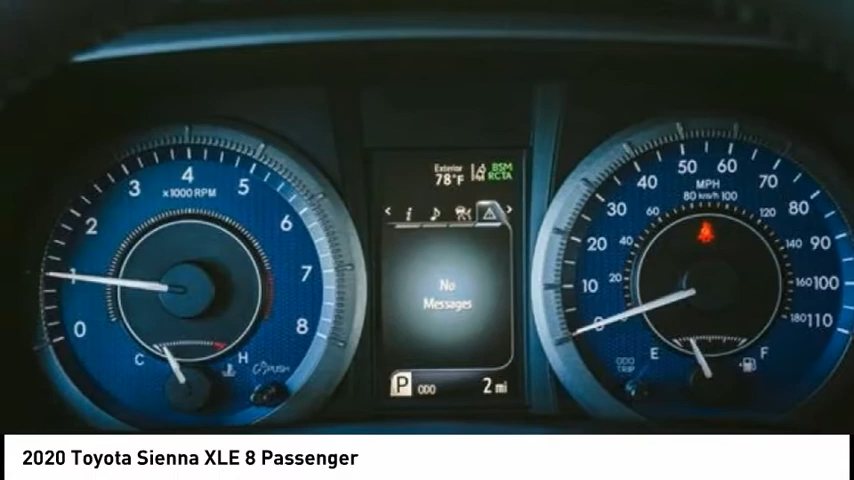 4
3
5
x1000 RPM
2
6
1
7
0
8
C
H
PUSH
Exterior
78°F
BSM
RCTA
< i >
No
Messages
P ODO 2 mi
50 60
40 70
MPH
80 km/h 100
30 80
60 120
20 90
40 140
10 100
20 160
0 110
180
E F
ODO
TRIP
2020 Toyota Sienna XLE 8 Passenger